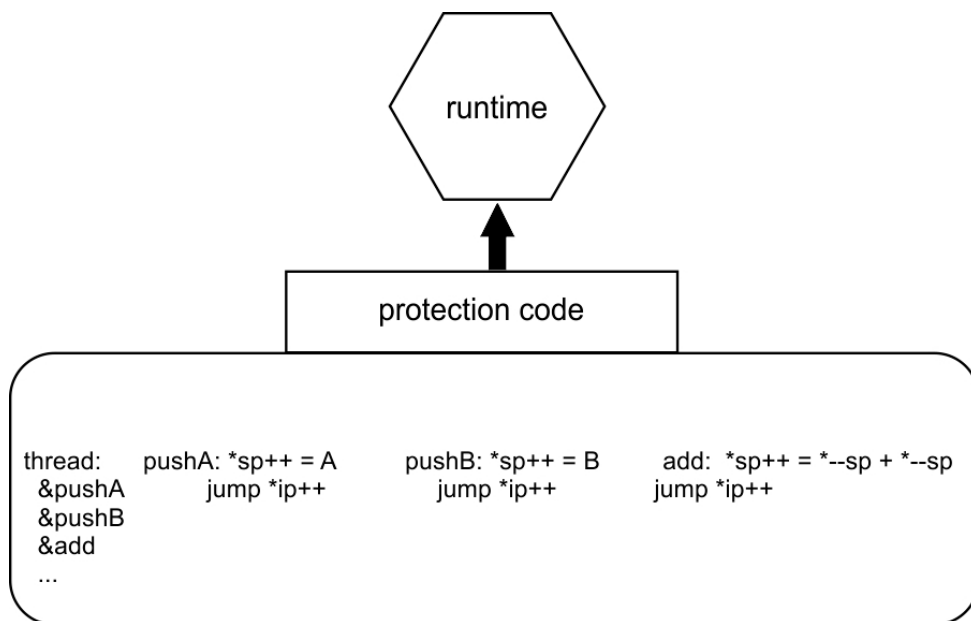 runtime
protection code
thread:
&pushA
&pushB
&add
...
pushA: *sp++ = A
jump *ip++
pushB: *sp++ = B
jump *ip++
add: *sp++ = *--sp + *--sp
jump *ip++